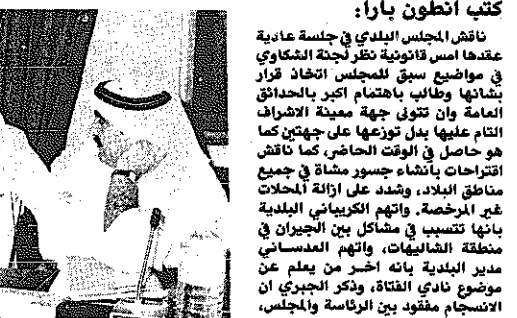 كتب انطون بارا:
ناقش المجلس البلدي في جلسة عادية
عقدها امس قانونية نظر لجنة الشكاوي
في مواضيع سبق للمجلس اتخاذ قرار
بشانها وطالب باهتمام اكبر بالحدائق
العامة وان تتولى جهة معينة الاشراف
التام عليها بدل توزعها على جهتين كما
هو حاصل في الوقت الحاضر، كما ناقش
اقتراحات بانشاء جسور مشاة في جميع
مناطق البلاد، وشدد على ازالة المحلات
غير المرخصة. واتهم الكريباني البلدية
بانها تتسبب في مشاكل بين الجيران في
منطقة الشاليهات، واتهم العدساني
مدير البلدية بانه اخر من يعلم عن
موضوع نادي الفتاة، وذكر الجبري ان
الانسجام مفقود بين الرئاسة والمجلس،